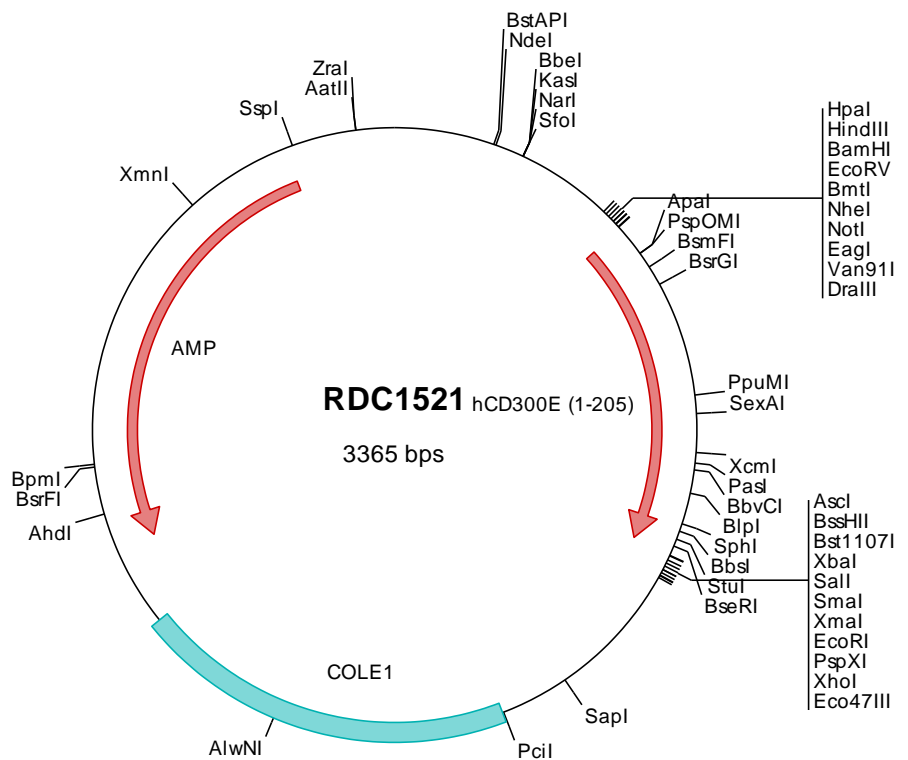 BstAPI
NdeI
BbeI
KasI
NarI
SfoI
ZraI
AatII
SspI
XmnI
HpaI
HindIII
BamHI
EcoRV
BmtI
NheI
NotI
EagI
Van91I
DraIII
ApaI
PspOMI
BsmFI
BsrGI
AMP
RDC1521 hCD300E (1-205)
3365 bps
PpuMI
SexAI
XcmI
PasI
BbvCI
BlpI
SphI
BbsI
StuI
BseRI
BpmI
BsrFI
AhdI
AscI
BssHII
Bst1107I
XbaI
SalI
SmaI
XmaI
EcoRI
PspXI
XhoI
Eco47III
COLE1
SapI
AlwNI
PciI